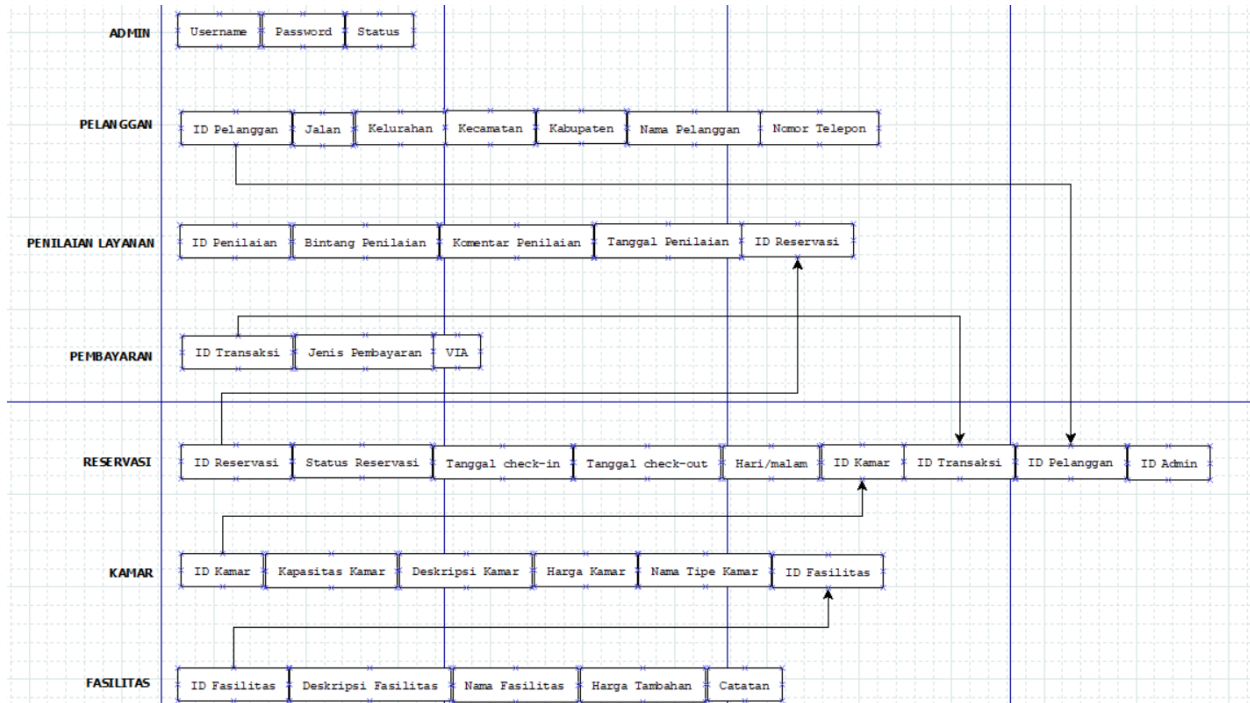 ADMIN Username Password Status
PELANGGAN ID Pelanggan Jalan Kelurahan Kecamatan Kabupaten Nama Pelanggan Nomor Telepon
PENILAIAN LAYANAN ID Penilaian Bintang Penilaian Komentar Penilaian Tanggal Penilaian ID Reservasi
PEMBAYARAN ID Transaksi Jenis Pembayaran VIA
RESERVASI ID Reservasi Status Reservasi Tanggal check-in Tanggal check-out Hari/malam ID Kamar ID Transaksi ID Pelanggan ID Admin
KAMAR ID Kamar Kapasitas Kamar Deskripsi Kamar Harga Kamar Nama Tipe Kamar ID Fasilitas
FASILITAS ID Fasilitas Deskripsi Fasilitas Nama Fasilitas Harga Tambahan Catatan